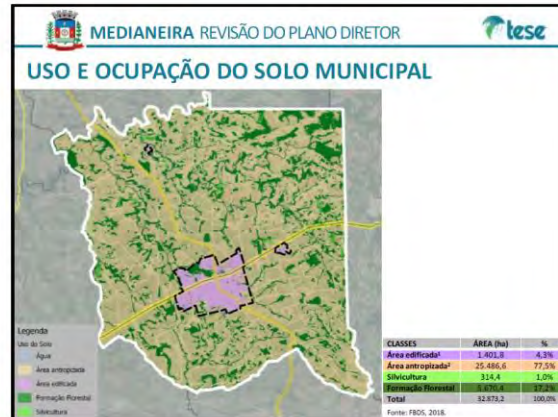 MEDIANEIRA REVISÃO DO PLANO DIRETOR
tese
USO E OCUPAÇÃO DO SOLO MUNICIPAL
Legenda
Uso do Solo
Água
Área antropizada
Área edificada
Formação Florestal
Silvicultura
CLASSES ÁREA (ha) %
Área edificada¹ 1.401,8 4,3%
Área antropizada² 25.486,6 77,5%
Silvicultura 314,4 1,0%
Formação Florestal 5.670,4 17,2%
Total 32.873,2 100,0%
Fonte: FBDS, 2018.